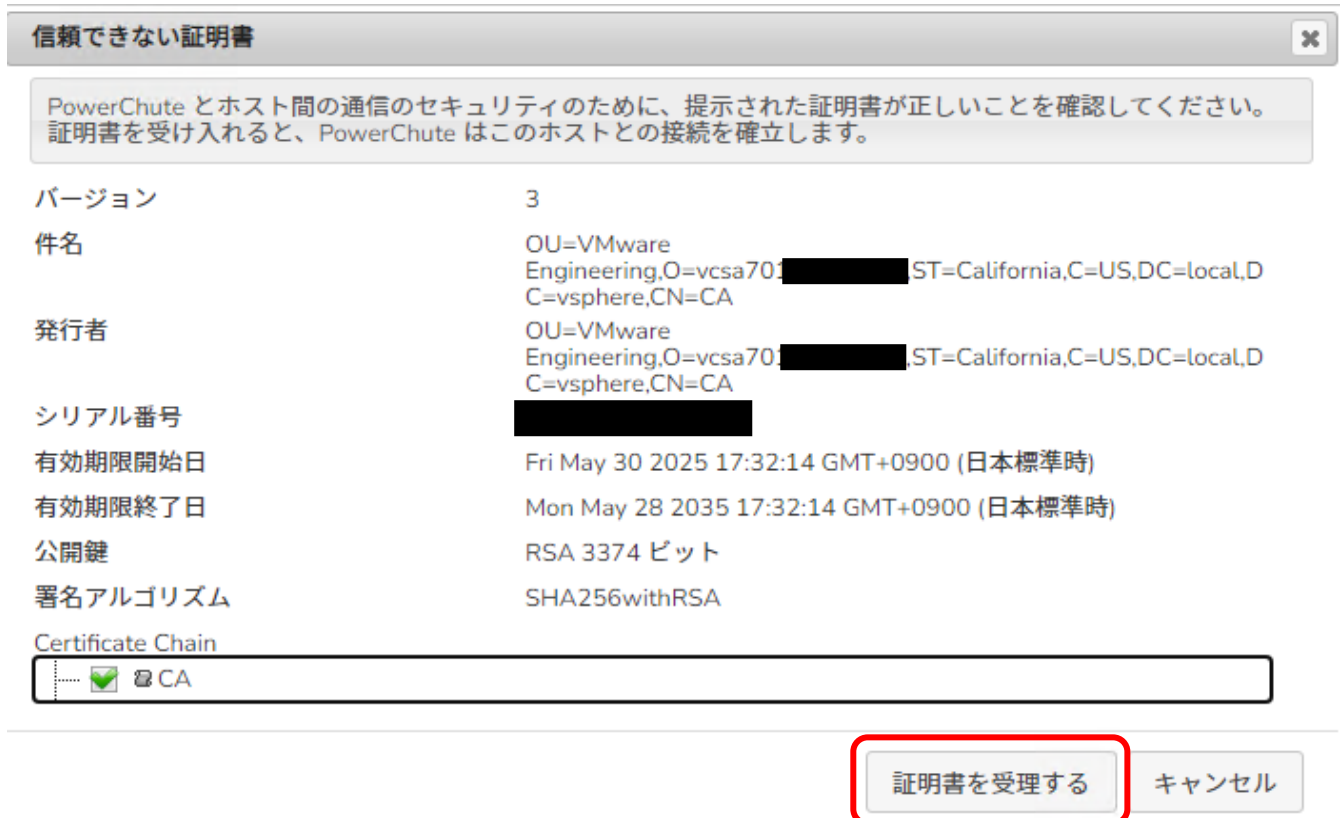 信頼できない証明書
PowerChute とホスト間の通信のセキュリティのために、提示された証明書が正しいことを確認してください。
証明書を受け入れると、PowerChute はこのホストとの接続を確立します。
バージョン 3
件名 OU=VMware
Engineering,O=vcsa701 ,ST=California,C=US,DC=local,D
C=vsphere,CN=CA
発行者 OU=VMware
Engineering,O=vcsa701 ,ST=California,C=US,DC=local,D
C=vsphere,CN=CA
シリアル番号
有効期限開始日 Fri May 30 2025 17:32:14 GMT+0900 (日本標準時)
有効期限終了日 Mon May 28 2035 17:32:14 GMT+0900 (日本標準時)
公開鍵 RSA 3374 ビット
署名アルゴリズム SHA256withRSA
Certificate Chain
CA
証明書を受理する キャンセル